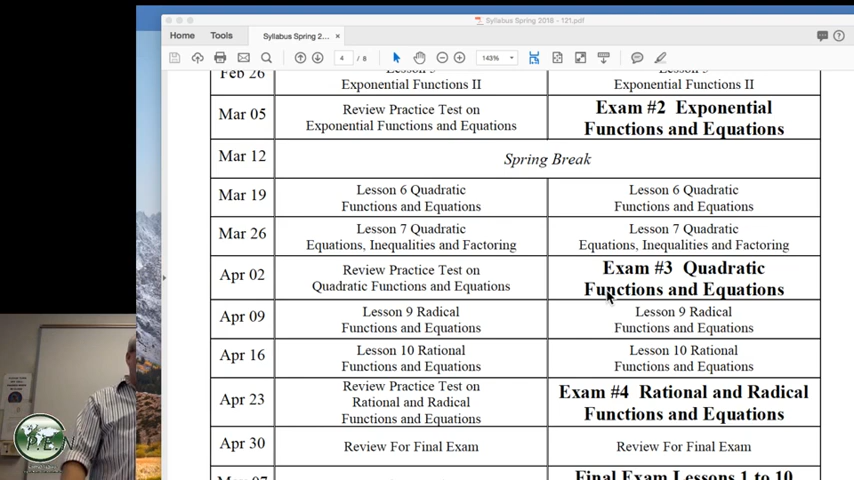 Syllabus Spring 2018 - 121.pdf
Home Tools Syllabus Spring 2... ×
4 / 8 143%
Feb 26 Lesson 5 Lesson 5
Exponential Functions II Exponential Functions II
Mar 05 Review Practice Test on Exam #2 Exponential
Exponential Functions and Equations Functions and Equations
Mar 12 Spring Break
Mar 19 Lesson 6 Quadratic Lesson 6 Quadratic
Functions and Equations Functions and Equations
Mar 26 Lesson 7 Quadratic Lesson 7 Quadratic
Equations, Inequalities and Factoring Equations, Inequalities and Factoring
Apr 02 Review Practice Test on Exam #3 Quadratic
Quadratic Functions and Equations Functions and Equations
Apr 09 Lesson 9 Radical Lesson 9 Radical
Functions and Equations Functions and Equations
Apr 16 Lesson 10 Rational Lesson 10 Rational
Functions and Equations Functions and Equations
Apr 23 Review Practice Test on Exam #4 Rational and Radical
Rational and Radical Functions and Equations
Functions and Equations
Apr 30 Review For Final Exam Review For Final Exam
May 07 Final Exam Lessons 1 to 10
P.E.N